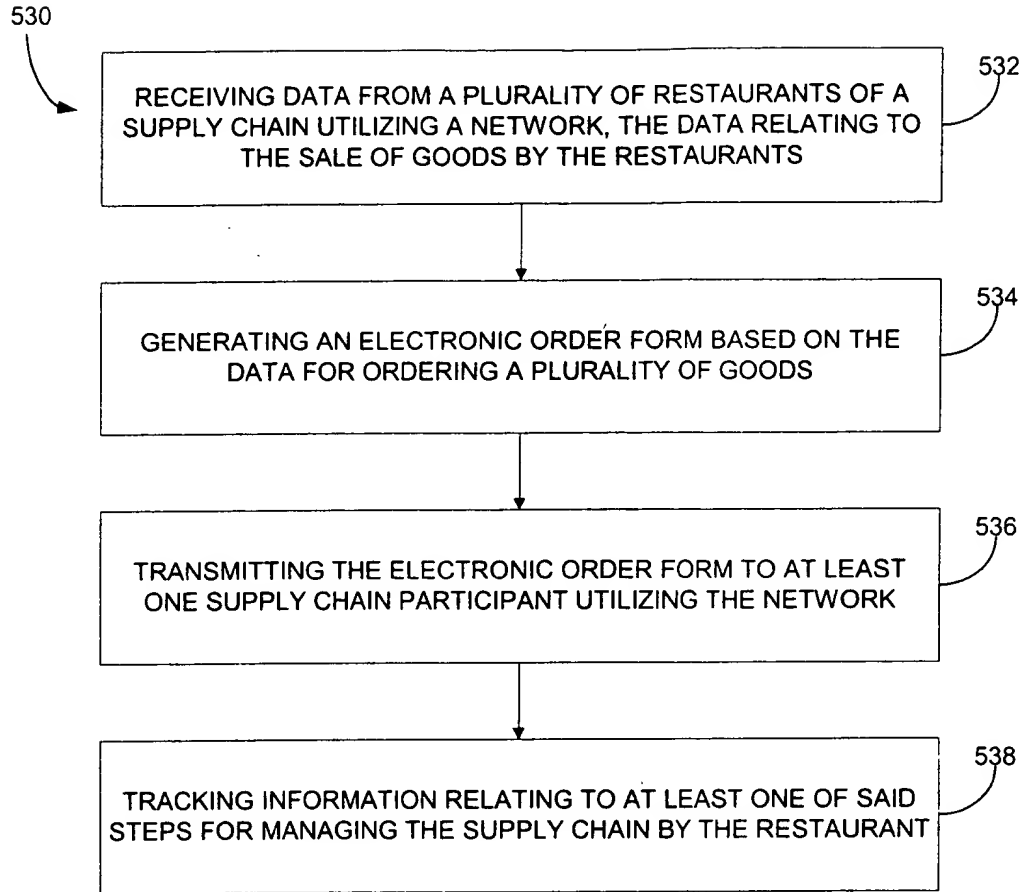 530
RECEIVING DATA FROM A PLURALITY OF RESTAURANTS OF A
SUPPLY CHAIN UTILIZING A NETWORK, THE DATA RELATING TO
THE SALE OF GOODS BY THE RESTAURANTS
532
GENERATING AN ELECTRONIC ORDER FORM BASED ON THE
DATA FOR ORDERING A PLURALITY OF GOODS
534
TRANSMITTING THE ELECTRONIC ORDER FORM TO AT LEAST
ONE SUPPLY CHAIN PARTICIPANT UTILIZING THE NETWORK
536
TRACKING INFORMATION RELATING TO AT LEAST ONE OF SAID
STEPS FOR MANAGING THE SUPPLY CHAIN BY THE RESTAURANT
538